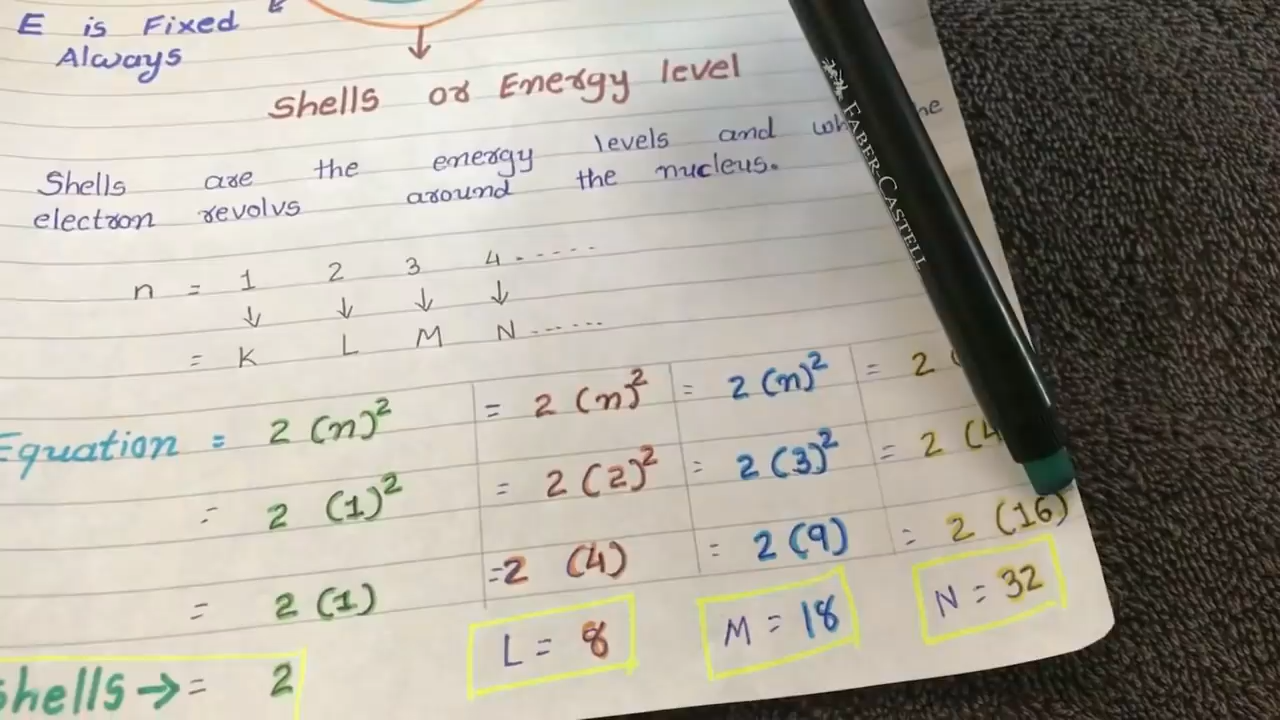 E is Fixed
Always
Shells or Energy level
Shells are the energy levels and
electron revolvs around the nucleus.
n = 1 2 3 4 .....
↓ ↓ ↓ ↓
= K L M N ......
Equation = 2 (n)² = 2 (n)² = 2 (n)² = 2
= 2 (1)² = 2 (2)² = 2 (3)² = 2 (4
= 2 (1) =2 (4) = 2 (9) = 2 (16)
shells → = 2 L = 8 M = 18 N = 32
FABER-CASTELL